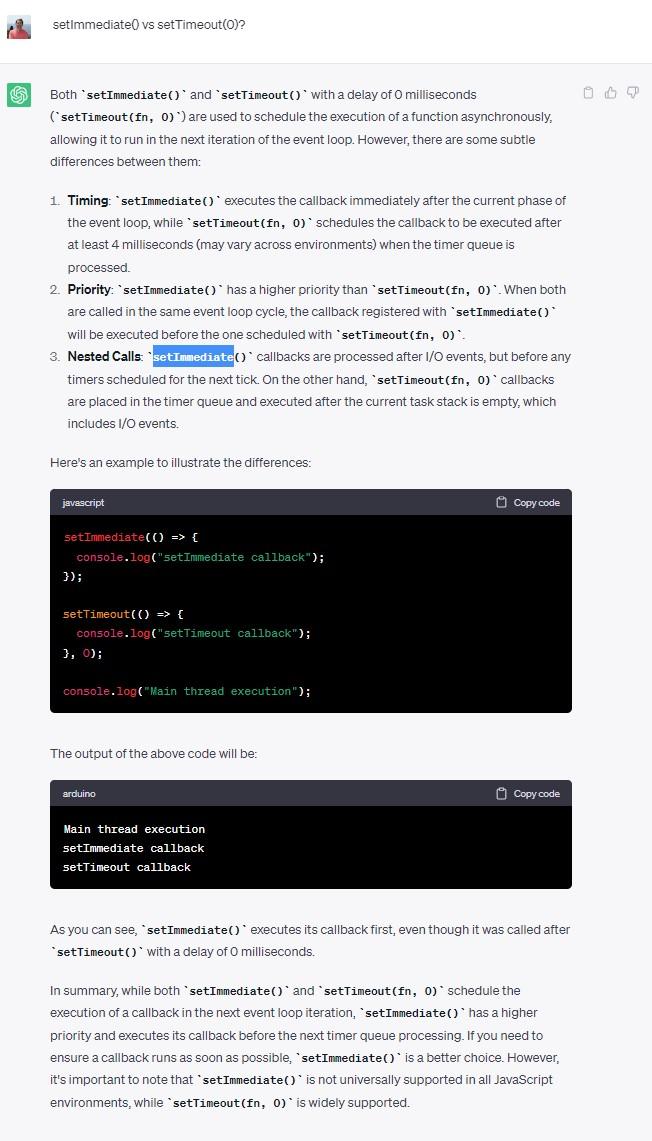 setImmediate() vs setTimeout(0)?
Both `setImmediate()` and `setTimeout()` with a delay of 0 milliseconds
(`setTimeout(fn, 0)`) are used to schedule the execution of a function asynchronously,
allowing it to run in the next iteration of the event loop. However, there are some subtle
differences between them:
1. Timing: `setImmediate()` executes the callback immediately after the current phase of
the event loop, while `setTimeout(fn, 0)` schedules the callback to be executed after
at least 4 milliseconds (may vary across environments) when the timer queue is
processed.
2. Priority: `setImmediate()` has a higher priority than `setTimeout(fn, 0)`. When both
are called in the same event loop cycle, the callback registered with `setImmediate()`
will be executed before the one scheduled with `setTimeout(fn, 0)`.
3. Nested Calls: `setImmediate()` callbacks are processed after I/O events, but before any
timers scheduled for the next tick. On the other hand, `setTimeout(fn, 0)` callbacks
are placed in the timer queue and executed after the current task stack is empty, which
includes I/O events.
Here's an example to illustrate the differences:
javascript Copy code
setImmediate(() => {
console.log("setImmediate callback");
});
setTimeout(() => {
console.log("setTimeout callback");
}, 0);
console.log("Main thread execution");
The output of the above code will be:
arduino Copy code
Main thread execution
setImmediate callback
setTimeout callback
As you can see, `setImmediate()` executes its callback first, even though it was called after
`setTimeout()` with a delay of 0 milliseconds.
In summary, while both `setImmediate()` and `setTimeout(fn, 0)` schedule the
execution of a callback in the next event loop iteration, `setImmediate()` has a higher
priority and executes its callback before the next timer queue processing. If you need to
ensure a callback runs as soon as possible, `setImmediate()` is a better choice. However,
it's important to note that `setImmediate()` is not universally supported in all JavaScript
environments, while `setTimeout(fn, 0)` is widely supported.